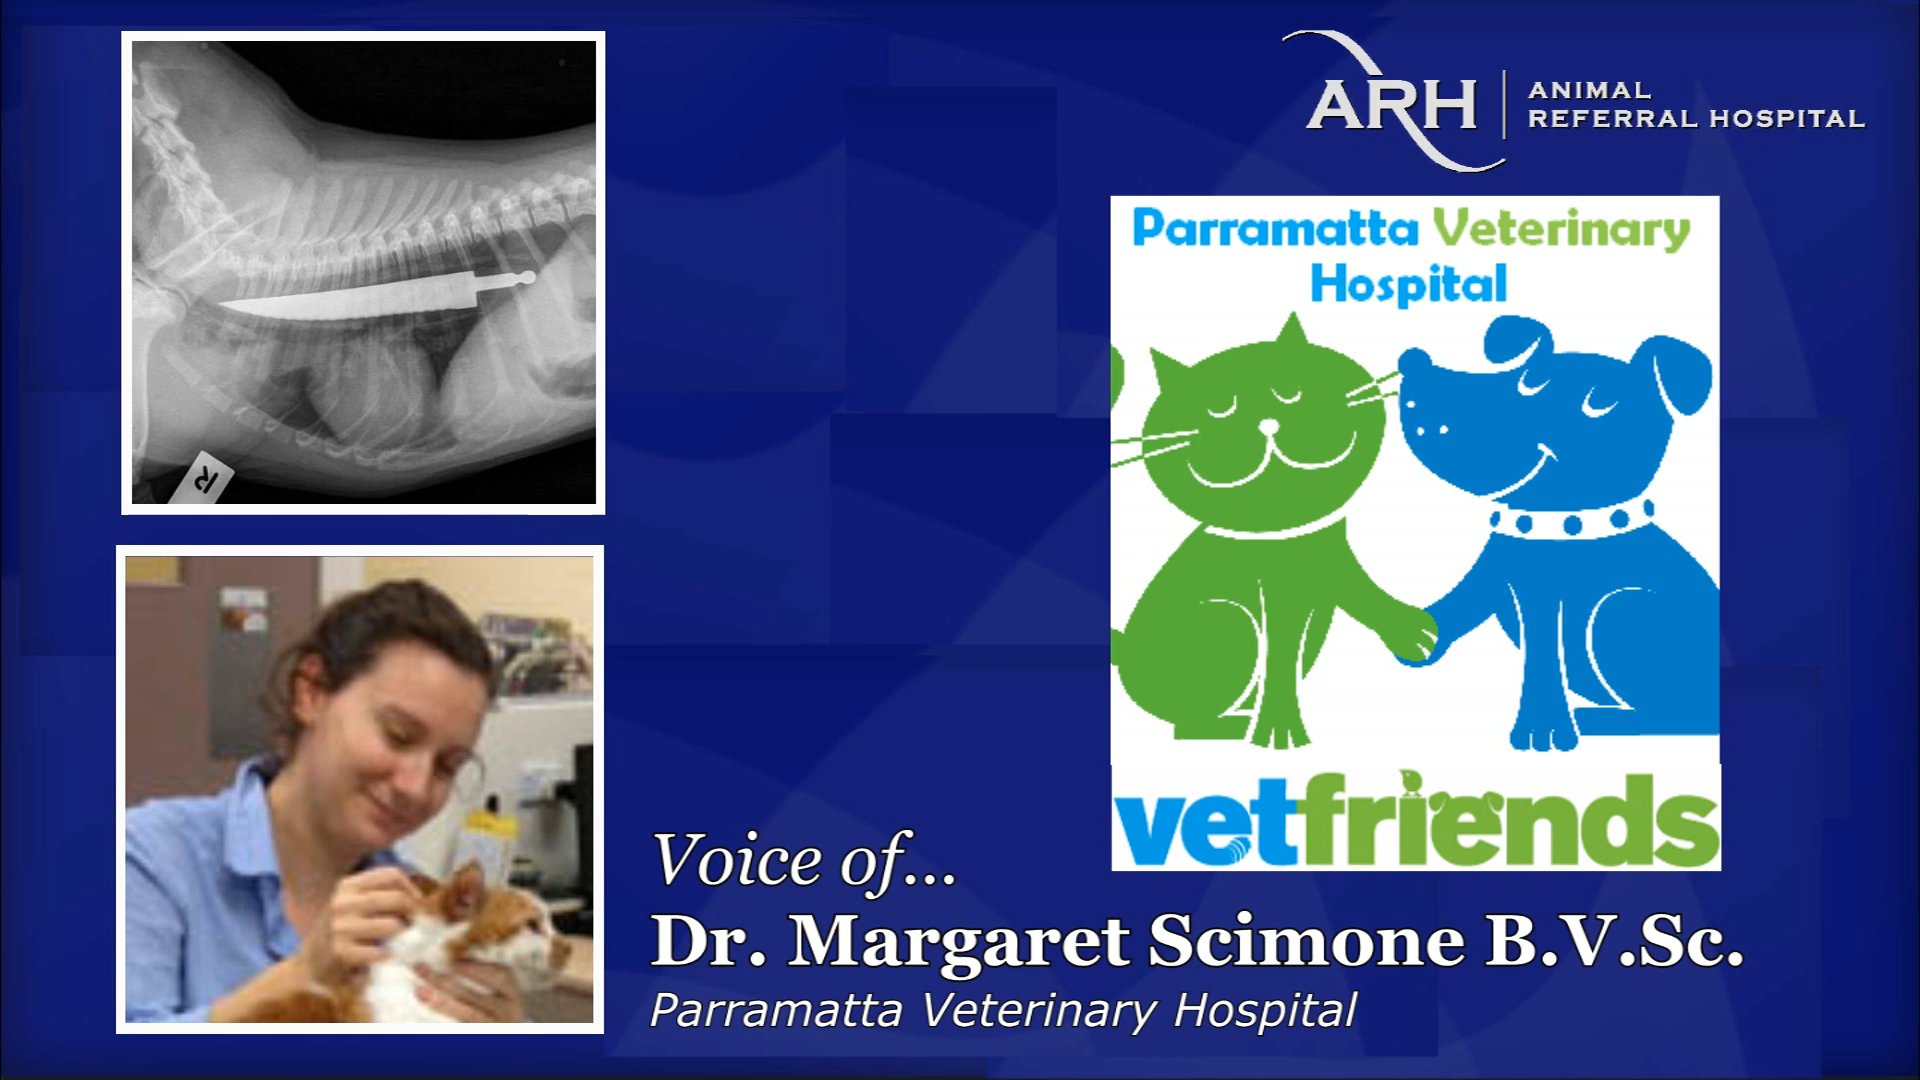 ARH
ANIMAL
REFERRAL HOSPITAL
Parramatta Veterinary
Hospital
R
vetfriends
Voice of...
Dr. Margaret Scimone B.V.Sc.
Parramatta Veterinary Hospital